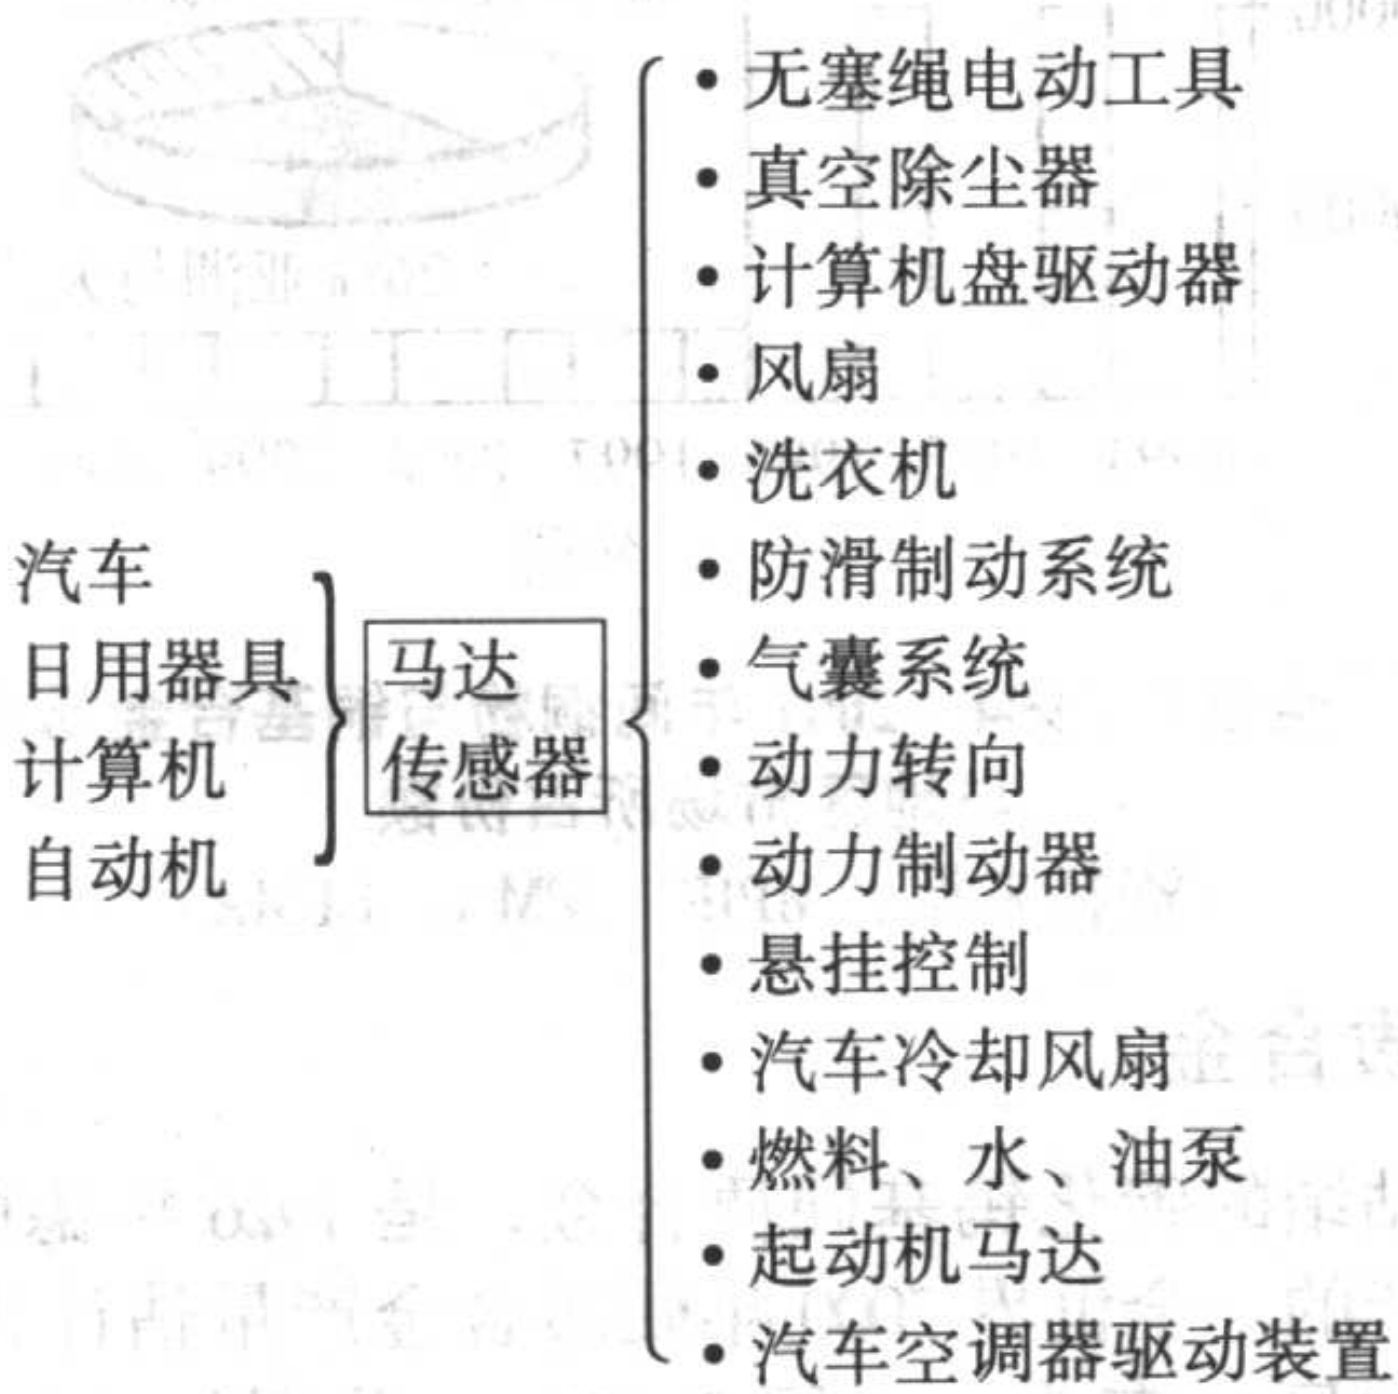 汽车
日用器具
计算机
自动机
马达
传感器
• 无塞绳电动工具
• 真空除尘器
• 计算机盘驱动器
• 风扇
• 洗衣机
• 防滑制动系统
• 气囊系统
• 动力转向
• 动力制动器
• 悬挂控制
• 汽车冷却风扇
• 燃料、水、油泵
• 起动机马达
• 汽车空调器驱动装置